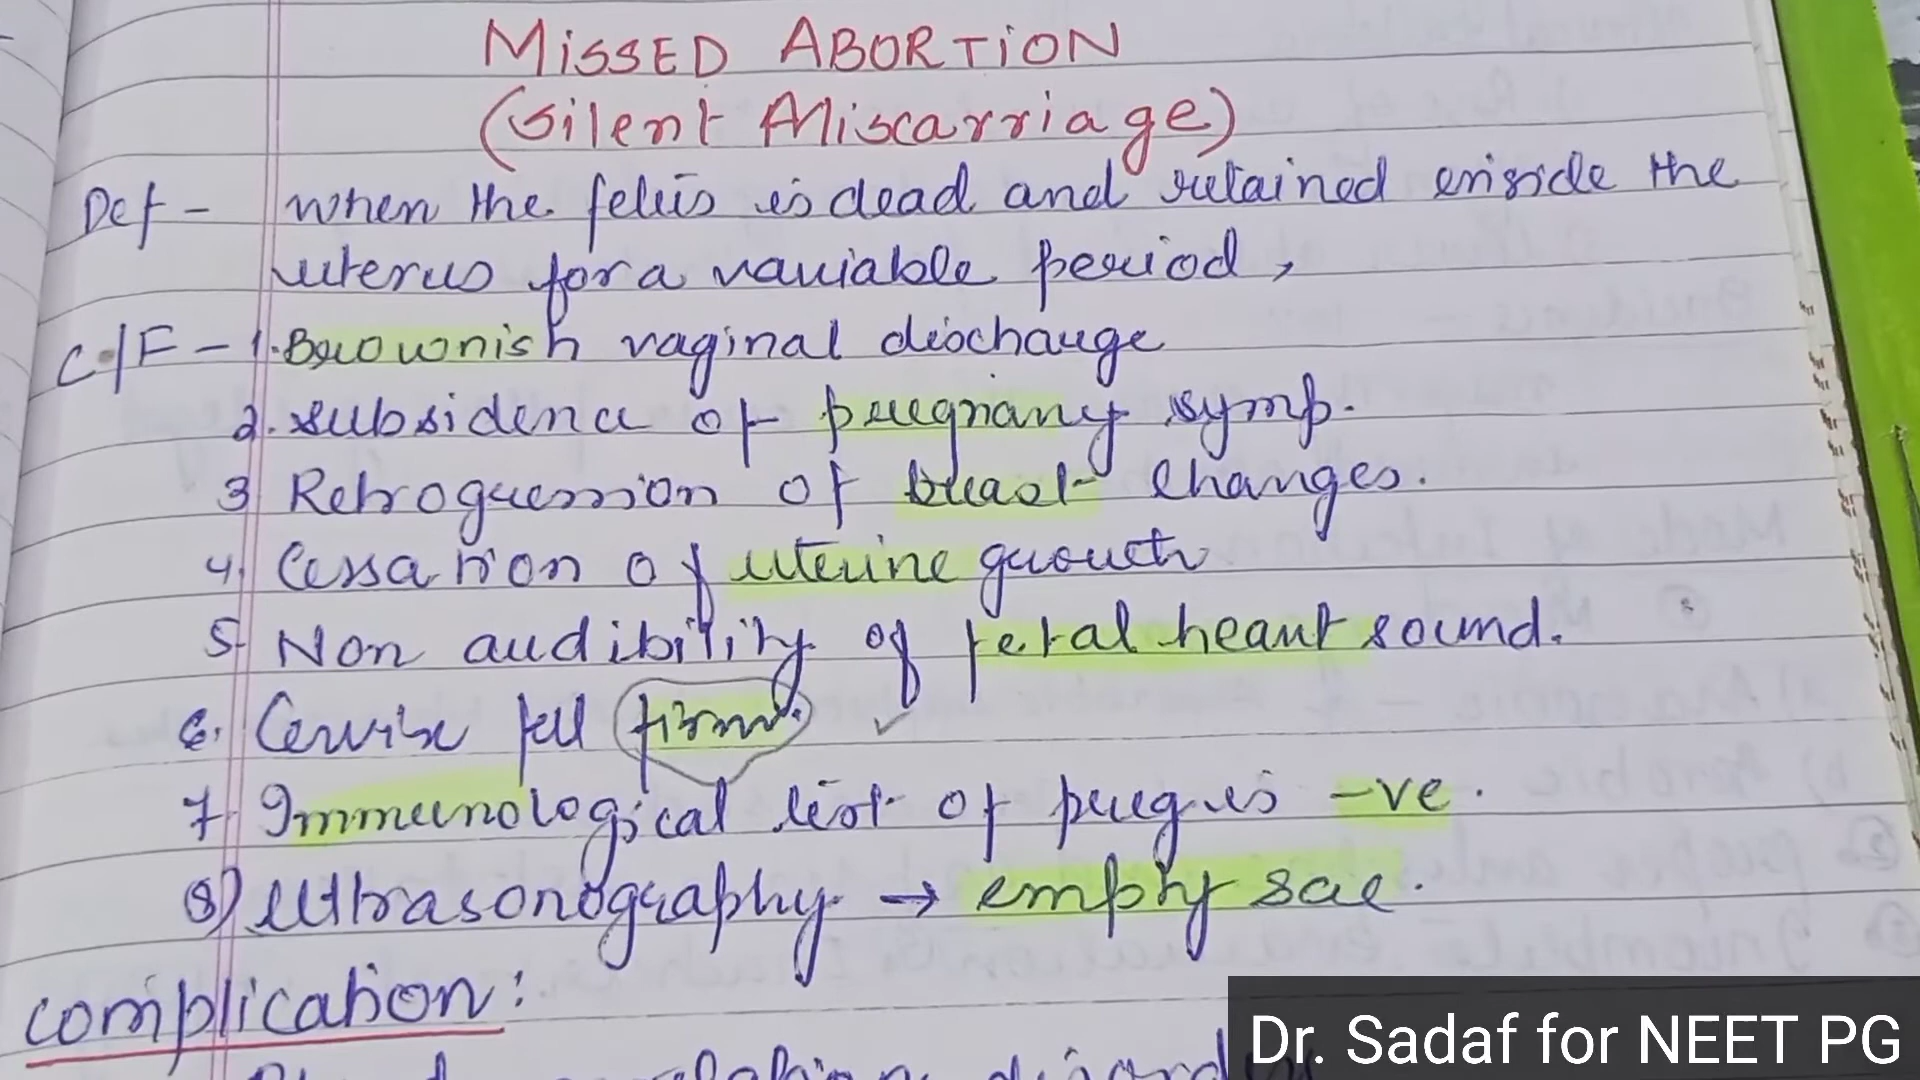 MISSED ABORTION
(Silent Miscarriage)
Def - when the fetus is dead and retained inside the
uterus for a variable period,
C/F - 1. Brownish vaginal discharge
2. subsidence of pregnancy symp.
3 Retrogression of breast changes.
4. Cessation of uterine growth
5. Non audibility of fetal heart sound.
6. Cervix fell firm.
7. Immunological test of preg. is -ve.
8) Ultrasonography → empty sac.
complication:
Dr. Sadaf for NEET PG